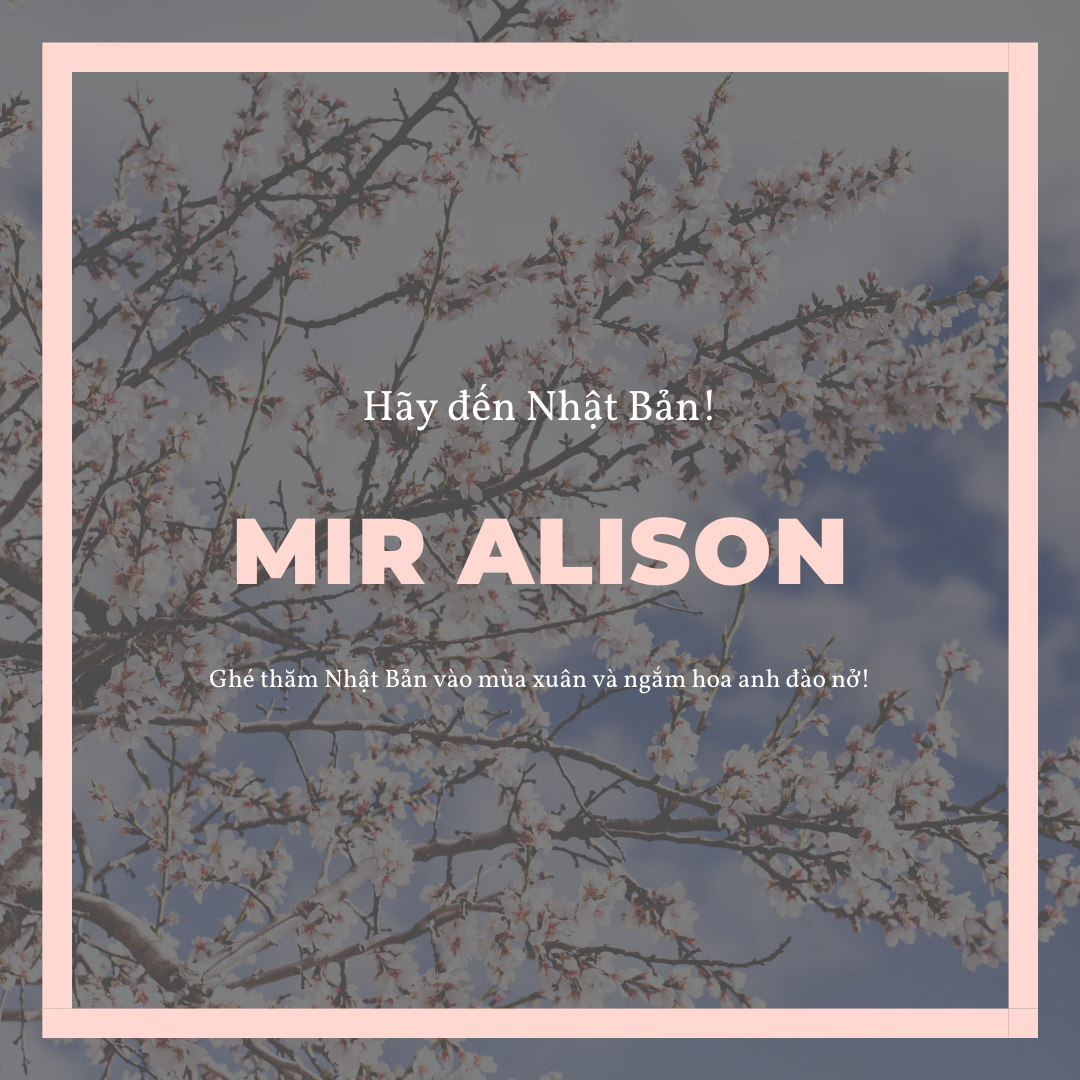 Hãy đến Nhật Bản!
MIR ALISON
Ghé thăm Nhật Bản vào mùa xuân và ngắm hoa anh đào nở!